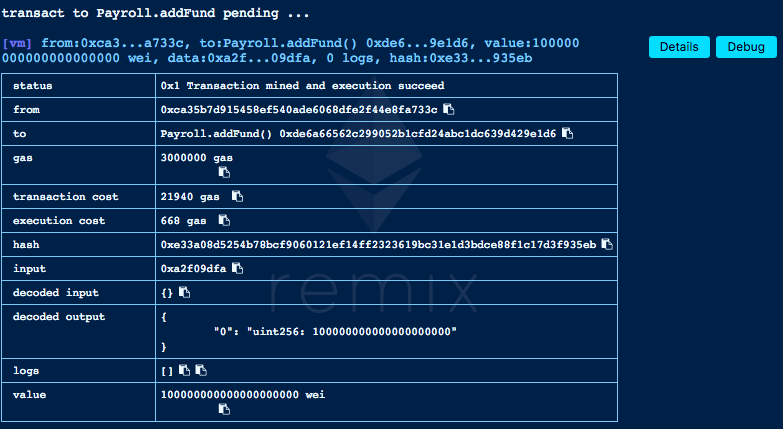 transact to Payroll.addFund pending ...
[vm] from:0xca3...a733c, to:Payroll.addFund() 0xde6...9e1d6, value:100000
000000000000000 wei, data:0xa2f...09dfa, 0 logs, hash:0xe33...935eb
Details
Debug
status 0x1 Transaction mined and execution succeed
from 0xca35b7d915458ef540ade6068dfe2f44e8fa733c
to Payroll.addFund() 0xde6a66562c299052b1cfd24abc1dc639d429e1d6
gas 3000000 gas
transaction cost 21940 gas
execution cost 668 gas
hash 0xe33a08d5254b78bcf9060121ef14ff2323619bc31e1d3bdce88f1c17d3f935eb
input 0xa2f09dfa
decoded input {}
decoded output {
"0": "uint256: 100000000000000000000"
}
logs []
value 100000000000000000000 wei
remix